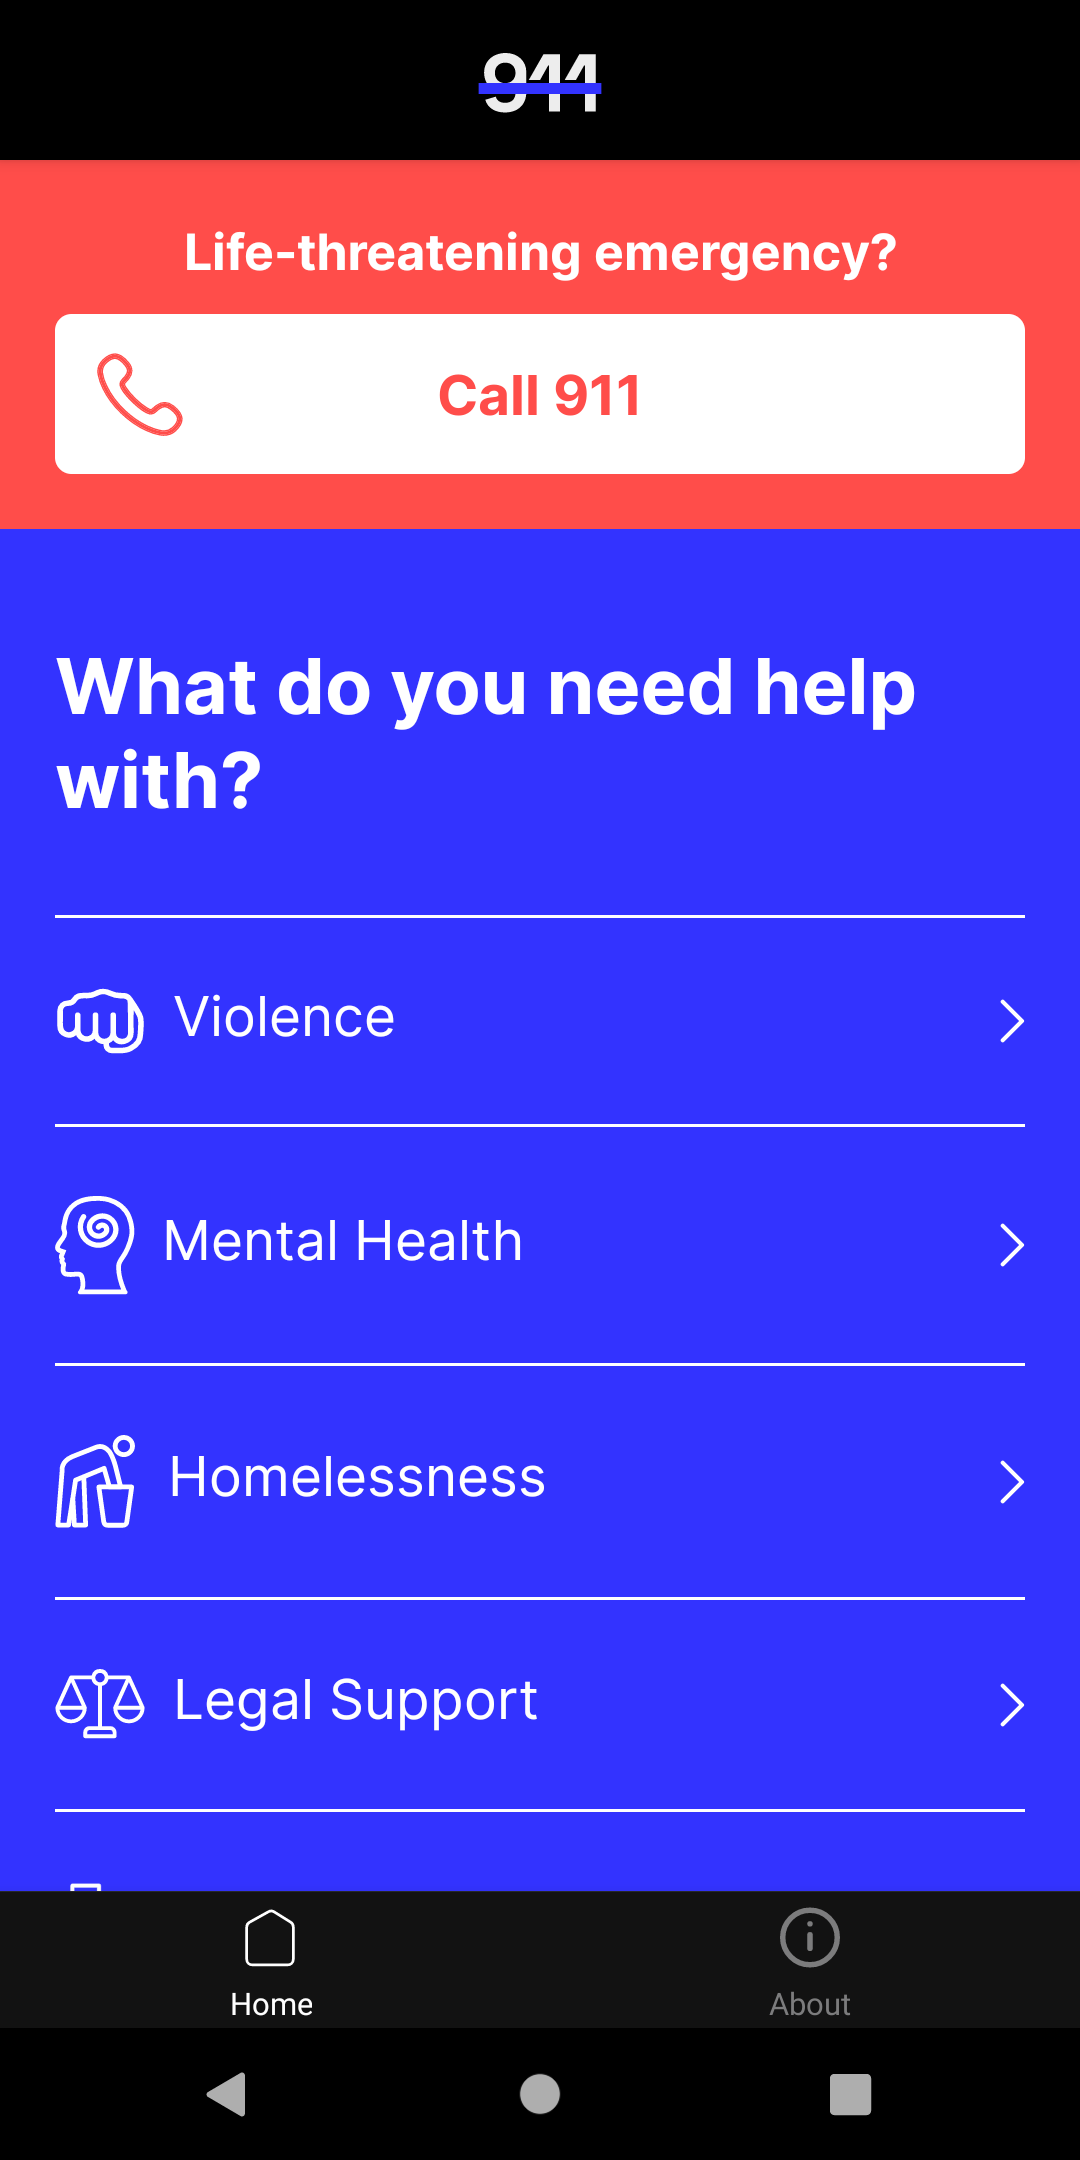 911
Life-threatening emergency?
Call 911
What do you need help
with?
Violence
Mental Health
Homelessness
Legal Support
Home
About